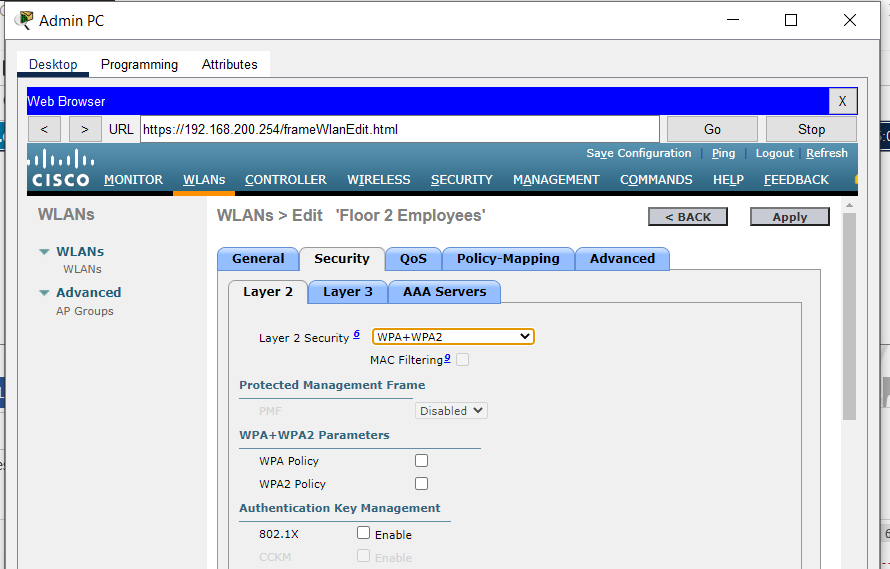 Admin PC
Desktop Programming Attributes
Web Browser X
< > URL https://192.168.200.254/frameWlanEdit.html Go Stop
Save Configuration | Ping | Logout | Refresh
CISCO MONITOR WLANs CONTROLLER WIRELESS SECURITY MANAGEMENT COMMANDS HELP FEEDBACK
WLANs WLANs > Edit 'Floor 2 Employees' < BACK Apply
WLANs
WLANs
Advanced
AP Groups
General Security QoS Policy-Mapping Advanced
Layer 2 Layer 3 AAA Servers
Layer 2 Security 6 WPA+WPA2
MAC Filtering 9
Protected Management Frame
PMF Disabled
WPA+WPA2 Parameters
WPA Policy
WPA2 Policy
Authentication Key Management
802.1X Enable
CCKM Enable